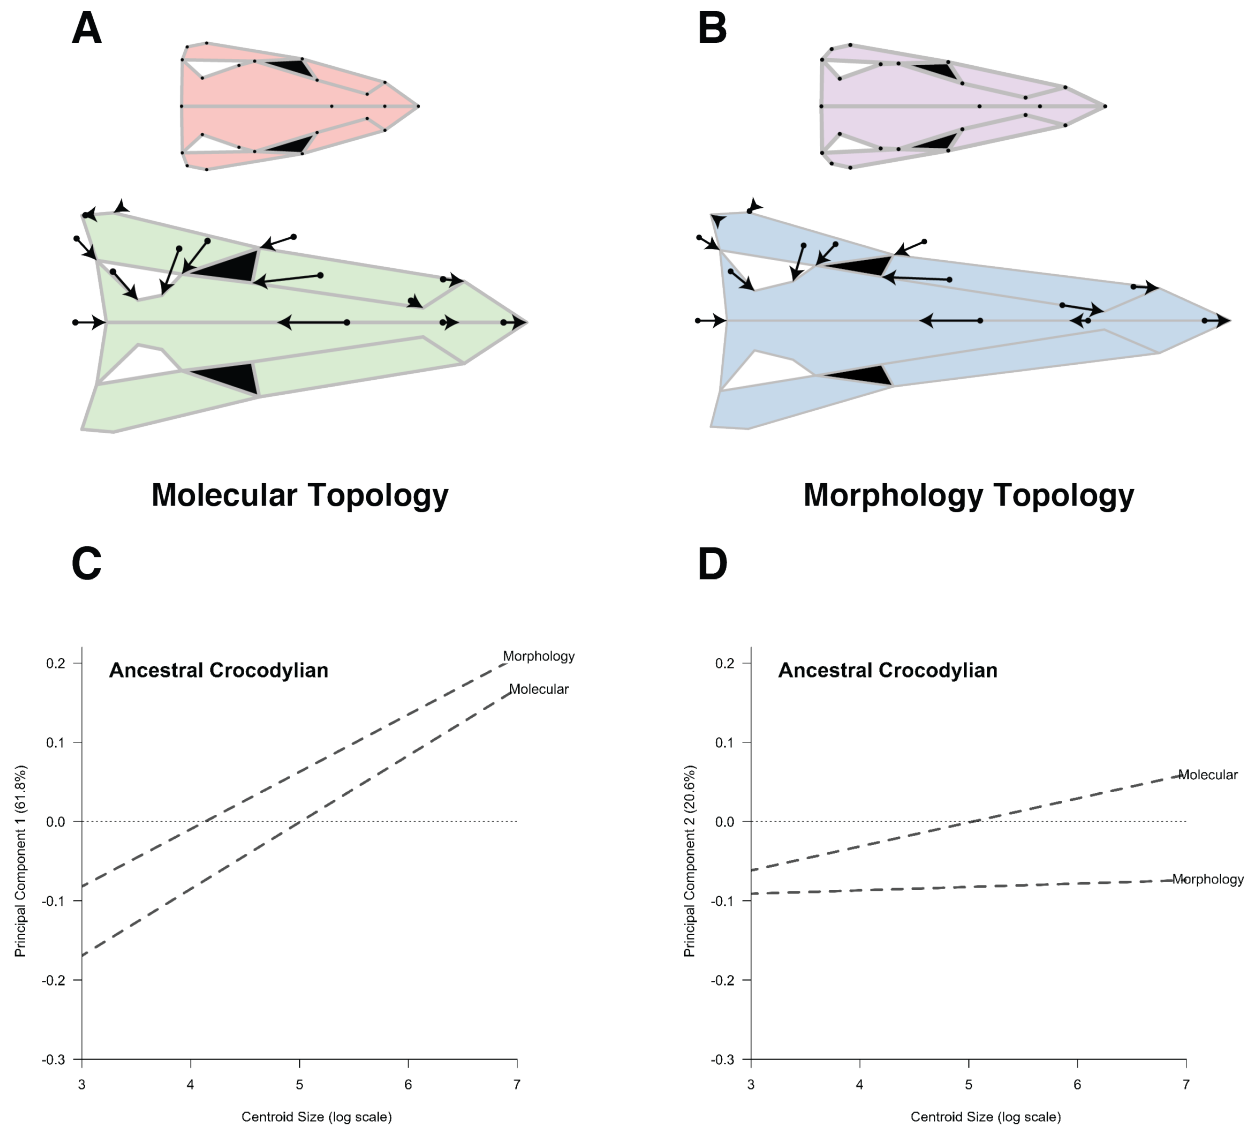 A
B
Molecular Topology
Morphology Topology
C
D
Ancestral Crocodylian
Morphology
Molecular
0.2
0.1
0.0
-0.1
-0.2
-0.3
Principal Component 1 (61.8%)
3
4
5
6
7
Centroid Size (log scale)
Ancestral Crocodylian
Molecular
Morphology
0.2
0.1
0.0
-0.1
-0.2
-0.3
Principal Component 2 (20.6%)
3
4
5
6
7
Centroid Size (log scale)